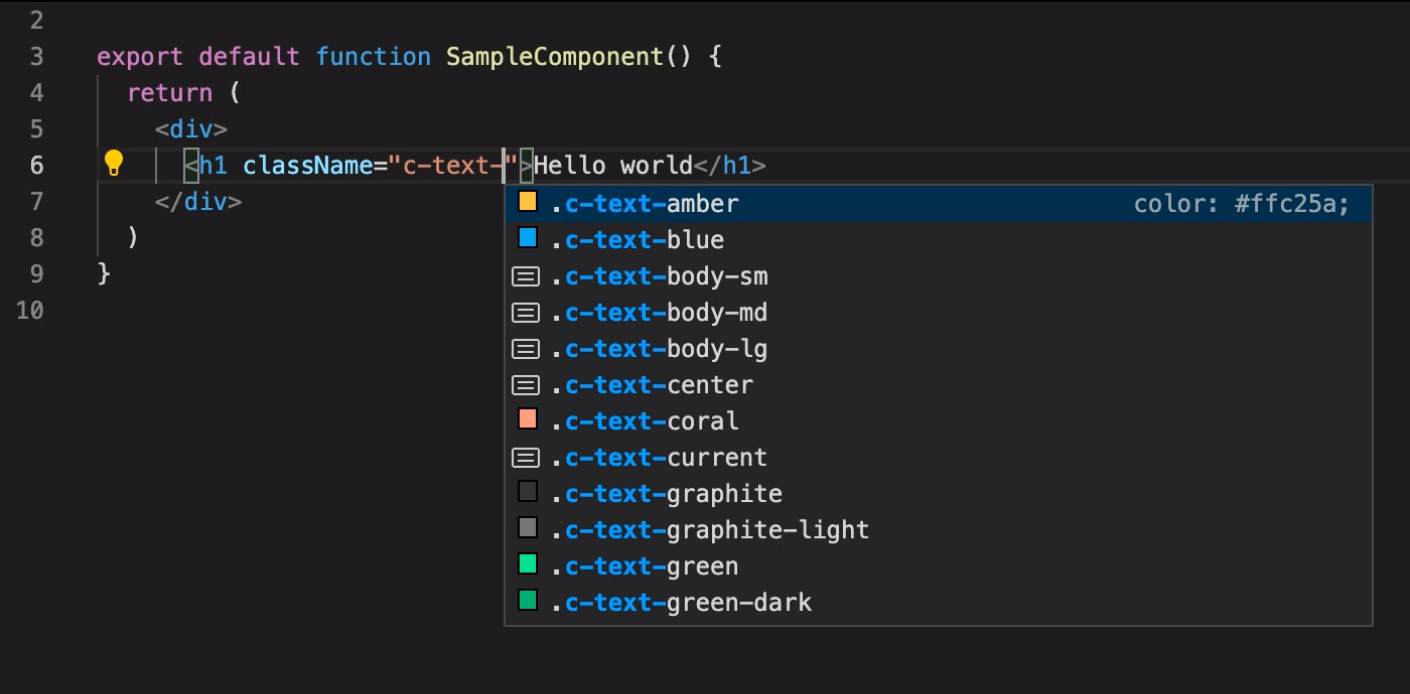 2
3 export default function SampleComponent() {
4 return (
5 <div>
6 <h1 className="c-text-">Hello world</h1>
7 </div>
8 )
9 }
10
.c-text-amber color: #ffc25a;
.c-text-blue
.c-text-body-sm
.c-text-body-md
.c-text-body-lg
.c-text-center
.c-text-coral
.c-text-current
.c-text-graphite
.c-text-graphite-light
.c-text-green
.c-text-green-dark